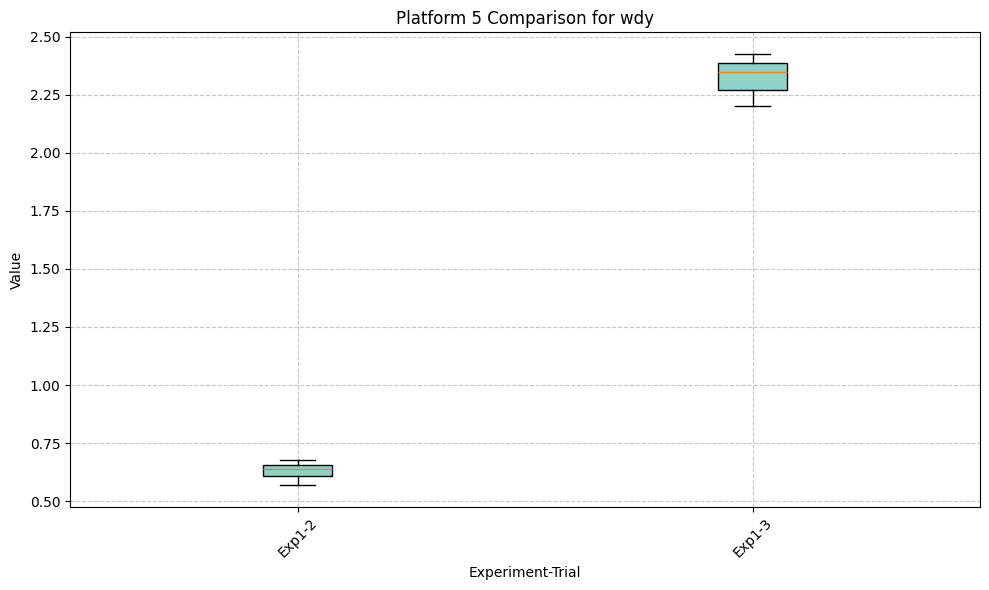 Platform 5 Comparison for wdy
2.50
2.25
2.00
1.75
1.50
1.25
1.00
0.75
0.50
Value
Exp1-2
Exp1-3
Experiment-Trial